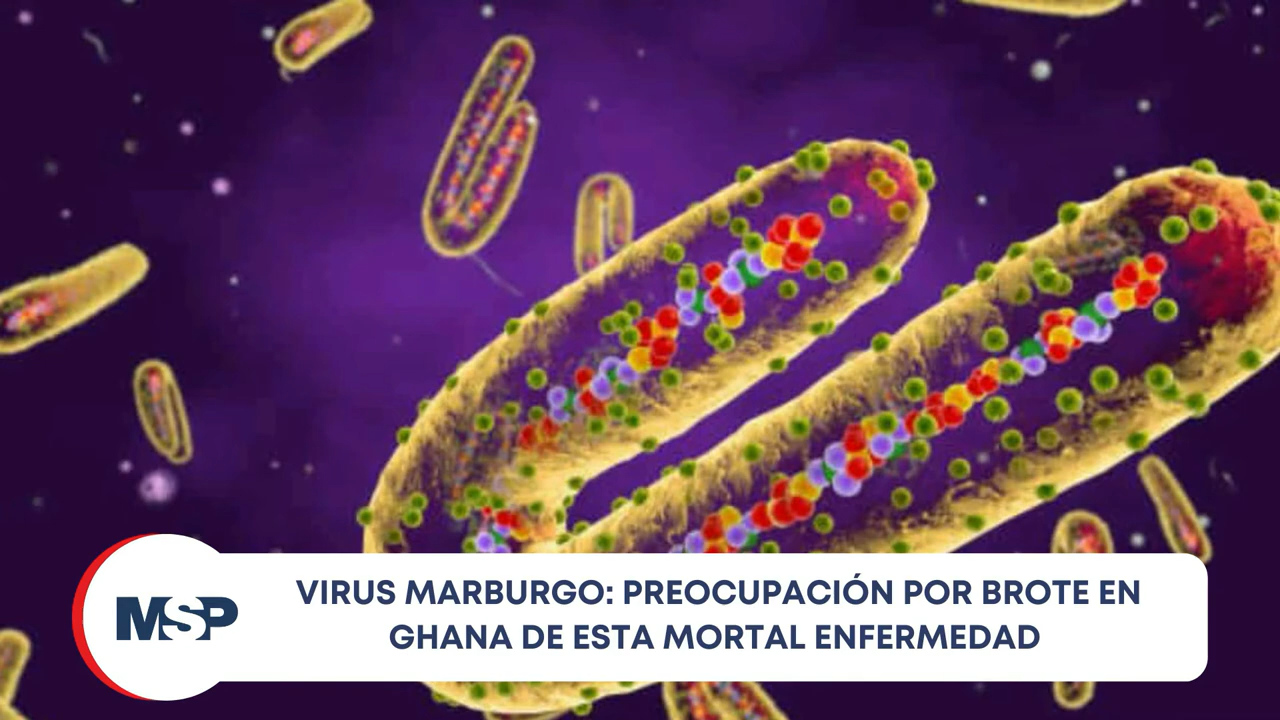 MSP
VIRUS MARBURGO: PREOCUPACIÓN POR BROTE EN
GHANA DE ESTA MORTAL ENFERMEDAD